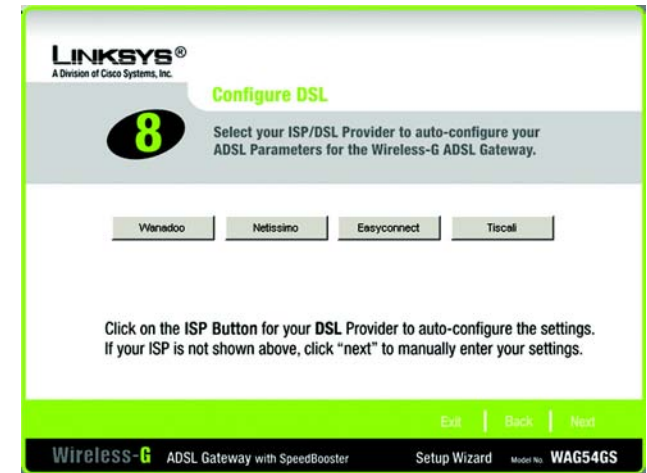 LINKSYS®
A Division of Cisco Systems, Inc.
Configure DSL
8
Select your ISP/DSL Provider to auto-configure your
ADSL Parameters for the Wireless-G ADSL Gateway.
Wanadoo Netissimo Easyconnect Tiscali
Click on the ISP Button for your DSL Provider to auto-configure the settings.
If your ISP is not shown above, click “next” to manually enter your settings.
Exit Back Next
Wireless-G ADSL Gateway with SpeedBooster Setup Wizard Model No. WAG54GS